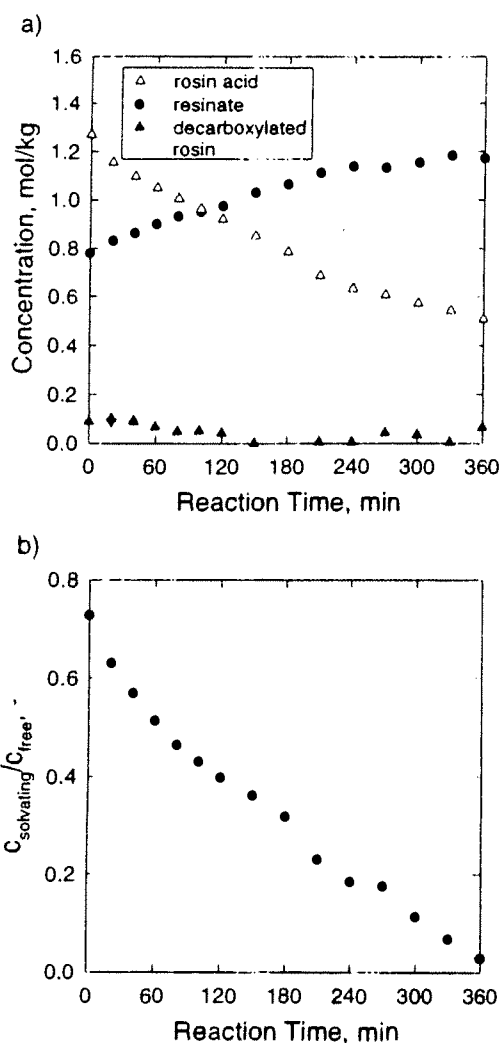 a)
1.6
1.4
1.2
1.0
0.8
0.6
0.4
0.2
0.0
Concentration, mol/kg
rosin acid
resinate
decarboxylated
rosin
0 60 120 180 240 300 360
Reaction Time, min
b)
0.8
0.6
0.4
0.2
0.0
C solvating/C free, -
0 60 120 180 240 300 360
Reaction Time, min